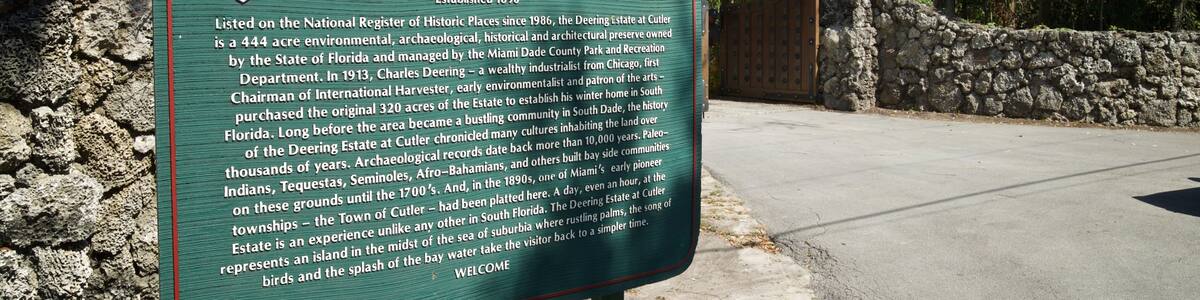 Established 1896
Listed on the National Register of Historic Places since 1986, the Deering Estate at Cutler
is a 444 acre environmental, archaeological, historical and architectural preserve owned
by the State of Florida and managed by the Miami Dade County Park and Recreation
Department. In 1913, Charles Deering – a wealthy industrialist from Chicago, first
Chairman of International Harvester, early environmentalist and patron of the arts –
purchased the original 320 acres of the Estate to establish his winter home in South
Florida. Long before the area became a bustling community in South Dade, the history
of the Deering Estate at Cutler chronicled many cultures inhabiting the land over
thousands of years. Archaeological records date back more than 10,000 years. Paleo–
Indians, Tequestas, Seminoles, Afro–Bahamians, and others built bay side communities
on these grounds until the 1700's. And, in the 1890s, one of Miami's early pioneer
townships – the Town of Cutler – had been platted here. A day, even an hour, at the
Estate is an experience unlike any other in South Florida. The Deering Estate at Cutler
represents an island in the midst of the sea of suburbia where rustling palms, the song of
birds and the splash of the bay water take the visitor back to a simpler time.
WELCOME